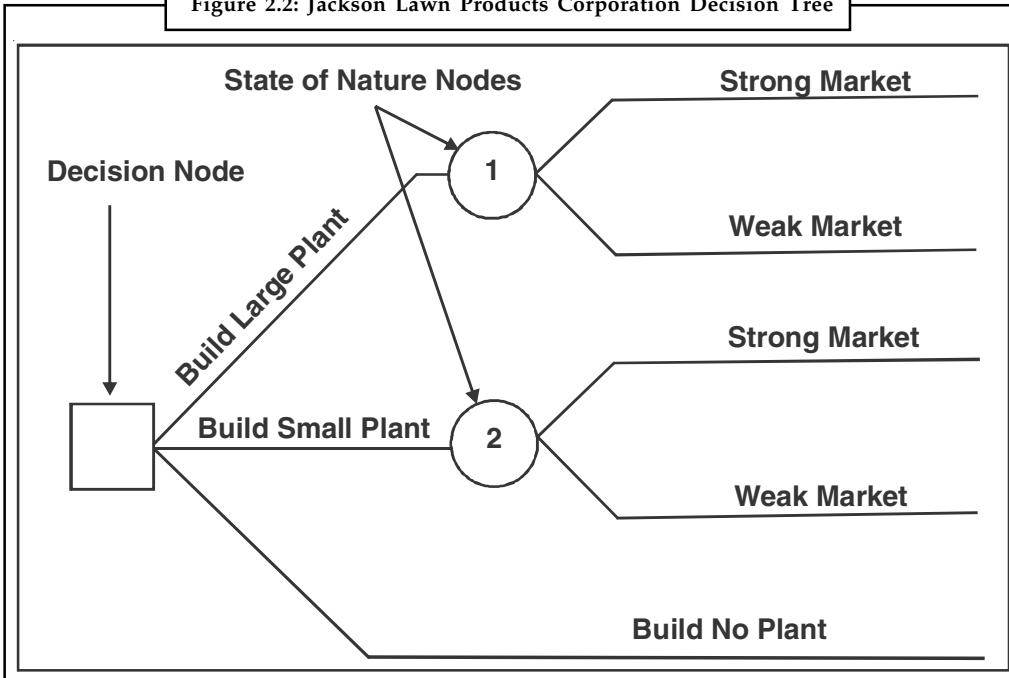 Figure 2.2: Jackson Lawn Products Corporation Decision Tree
State of Nature Nodes
Strong Market
Decision Node
1
Weak Market
Build Large Plant
Strong Market
Build Small Plant
2
Weak Market
Build No Plant